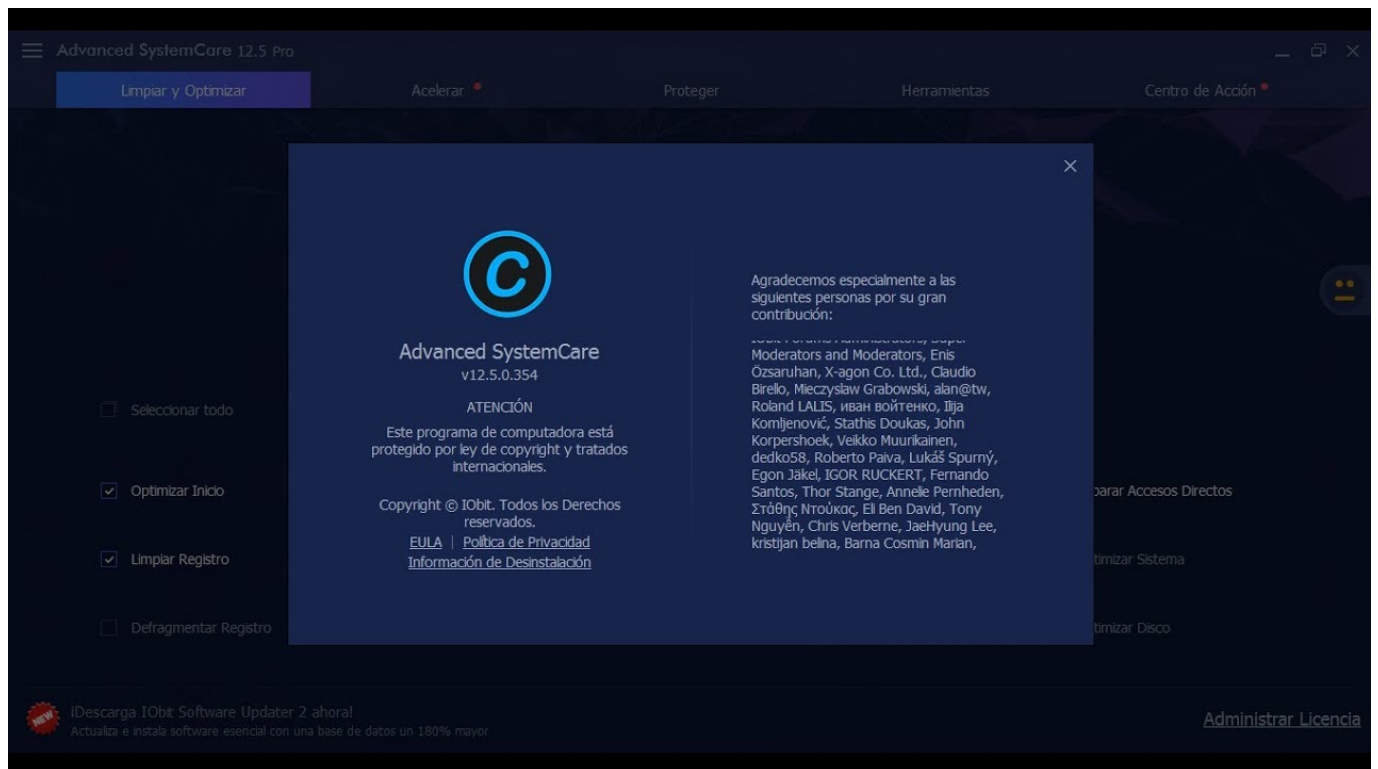 Advanced SystemCare 12.5 Pro
Limpiar y Optimizar
Acelerar
Proteger
Herramientas
Centro de Acción
C
Advanced SystemCare
v12.5.0.354
ATENCIÓN
Este programa de computadora está
protegido por ley de copyright y tratados
internacionales.
Copyright © IObit. Todos los Derechos
reservados.
EULA | Política de Privacidad
Información de Desinstalación
Agradecemos especialmente a las
siguientes personas por su gran
contribución:
IObit Forums Administrators, Super
Moderators and Moderators, Enis
Özsaruhan, X-agon Co. Ltd., Claudio
Birello, Mieczyslaw Grabowski, alan@tw,
Roland LALIS, иван войтенко, Ilija
Komljenović, Stathis Doukas, John
Korpershoek, Veikko Muurikainen,
dedko58, Roberto Paiva, Lukáš Spurný,
Egon Jäkel, IGOR RUCKERT, Fernando
Santos, Thor Stange, Annelie Pernheden,
Στάθης Ντούκας, Eli Ben David, Tony
Nguyễn, Chris Verberne, JaeHyung Lee,
kristijan belina, Barna Cosmin Marian,
Seleccionar todo
Optimizar Inicio
parar Accesos Directos
Limpiar Registro
timizar Sistema
Defragmentar Registro
timizar Disco
NEW
¡Descarga IObit Software Updater 2 ahora!
Actualiza e instala software esencial con una base de datos un 180% mayor
Administrar Licencia